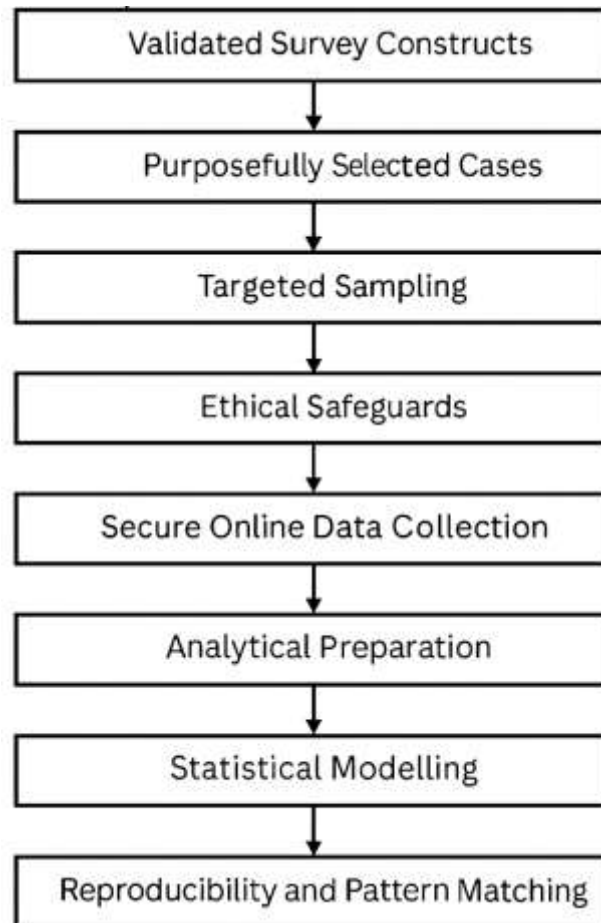 Validated Survey Constructs
Purposefully Selected Cases
Targeted Sampling
Ethical Safeguards
Secure Online Data Collection
Analytical Preparation
Statistical Modelling
Reproducibility and Pattern Matching